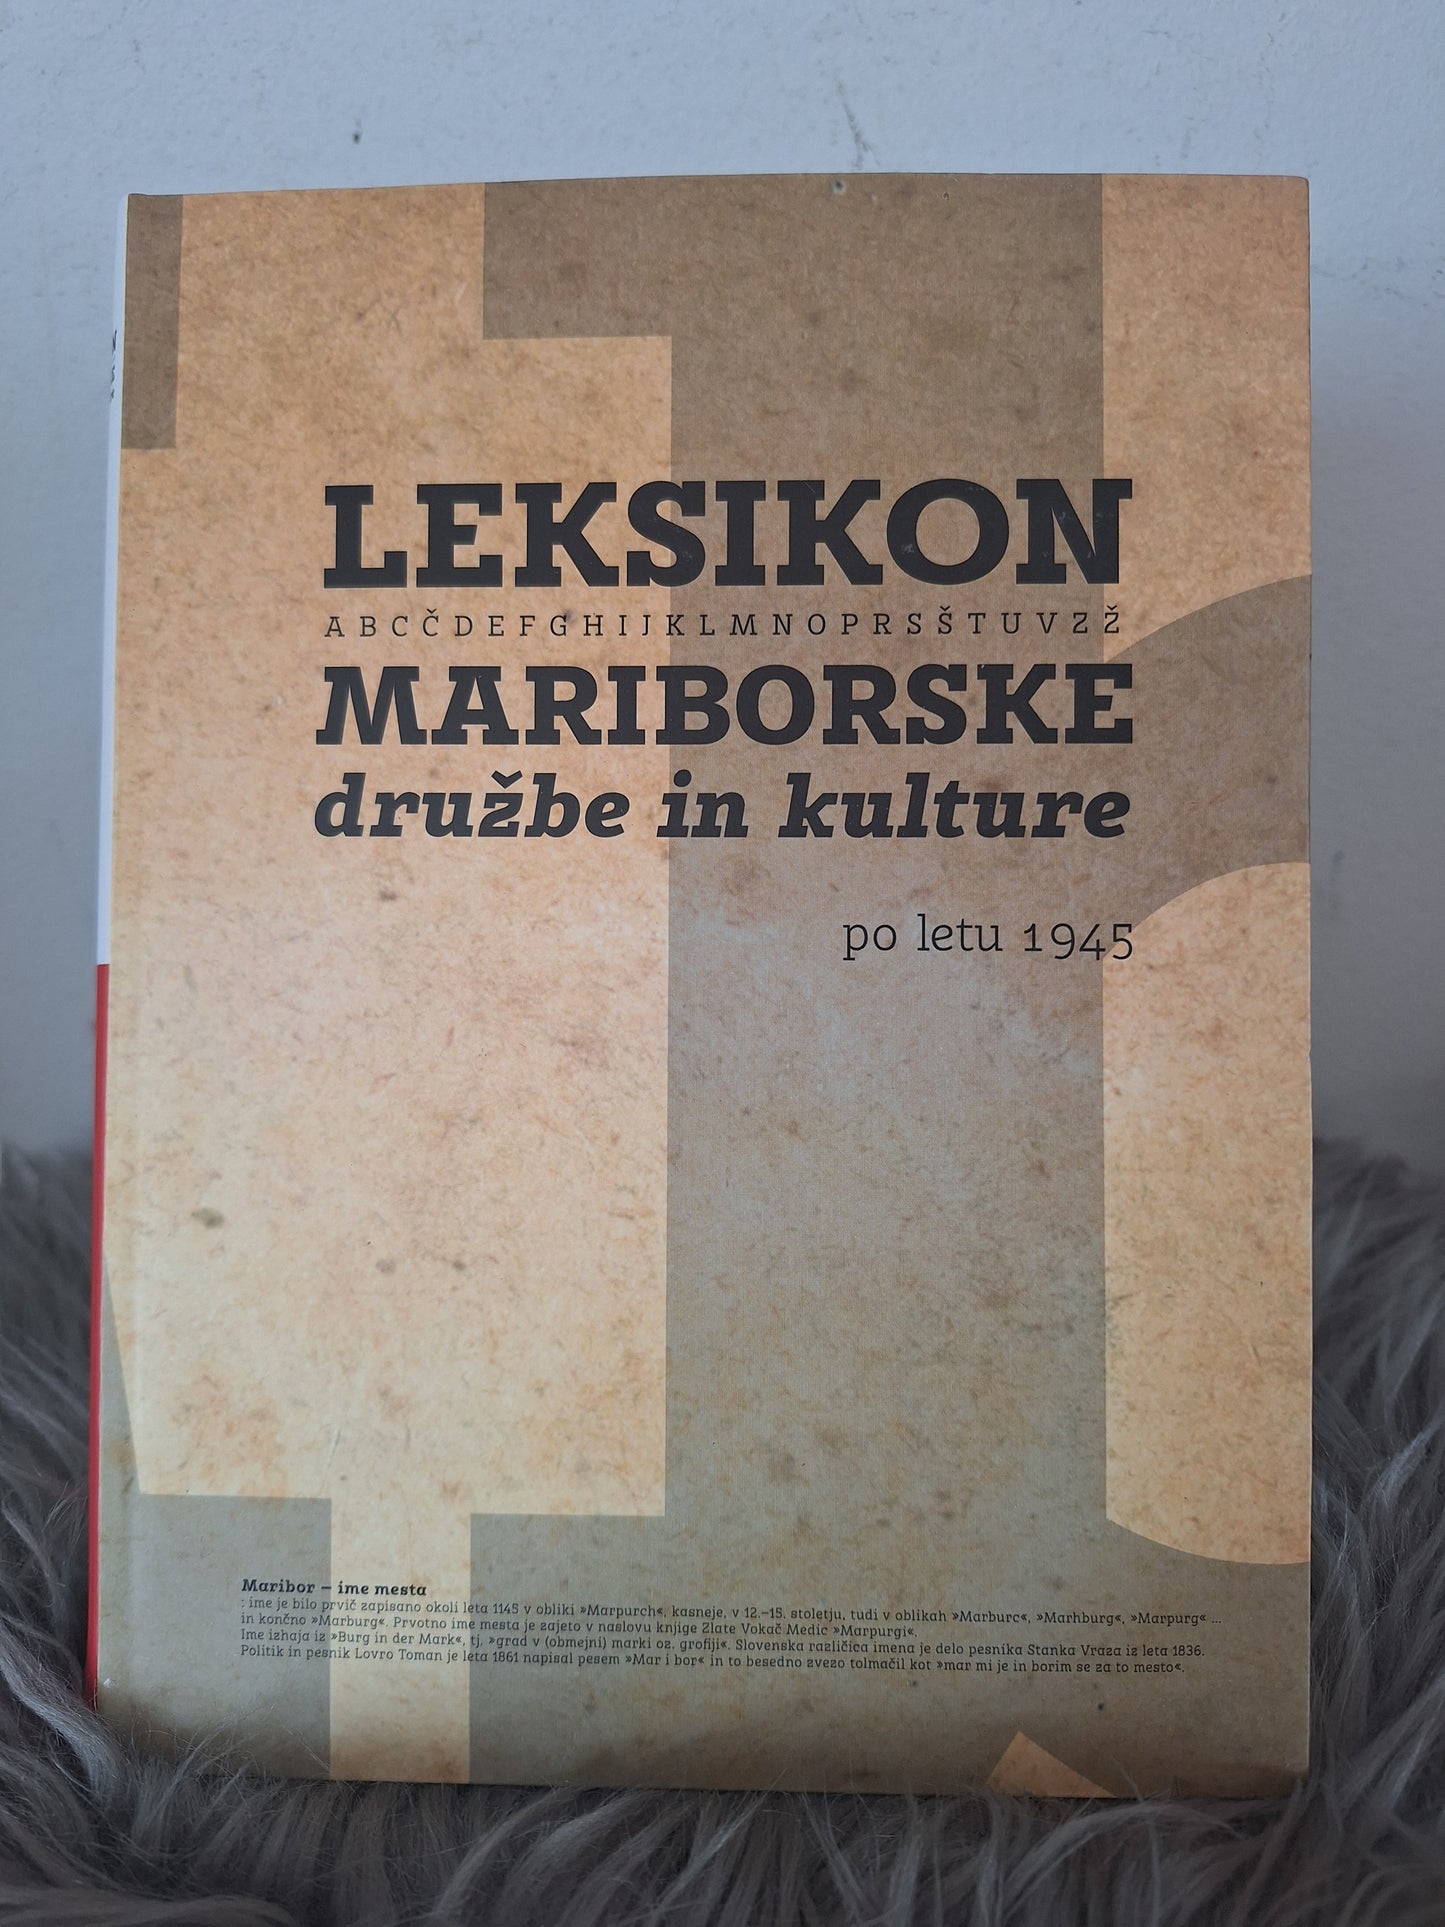 LEKSIKON
A B C Č D E F G H I J K L M N O P R S Š T U V Z Ž
MARIBORSKE
družbe in kulture
po letu 1945
Maribor – ime mesta
: ime je bilo prvič zapisano okoli leta 1145 v obliki »Marpurch«, kasneje, v 12.–15. stoletju, tudi v oblikah »Marburc«, »Marhburg«, »Marpurg« ...
in končno »Marburg«. Prvotno ime mesta je zajeto v naslovu knjige Zlate Vokač Medic »Marpurgi«.
Ime izhaja iz »Burg in der Mark«, tj. »grad v (obmejni) marki oz. grofiji«. Slovenska različica imena je delo pesnika Stanka Vraza iz leta 1836.
Politik in pesnik Lovro Toman je leta 1861 napisal pesem »Mar i bor« in to besedno zvezo tolmačil kot »mar mi je in borim se za to mesto«.